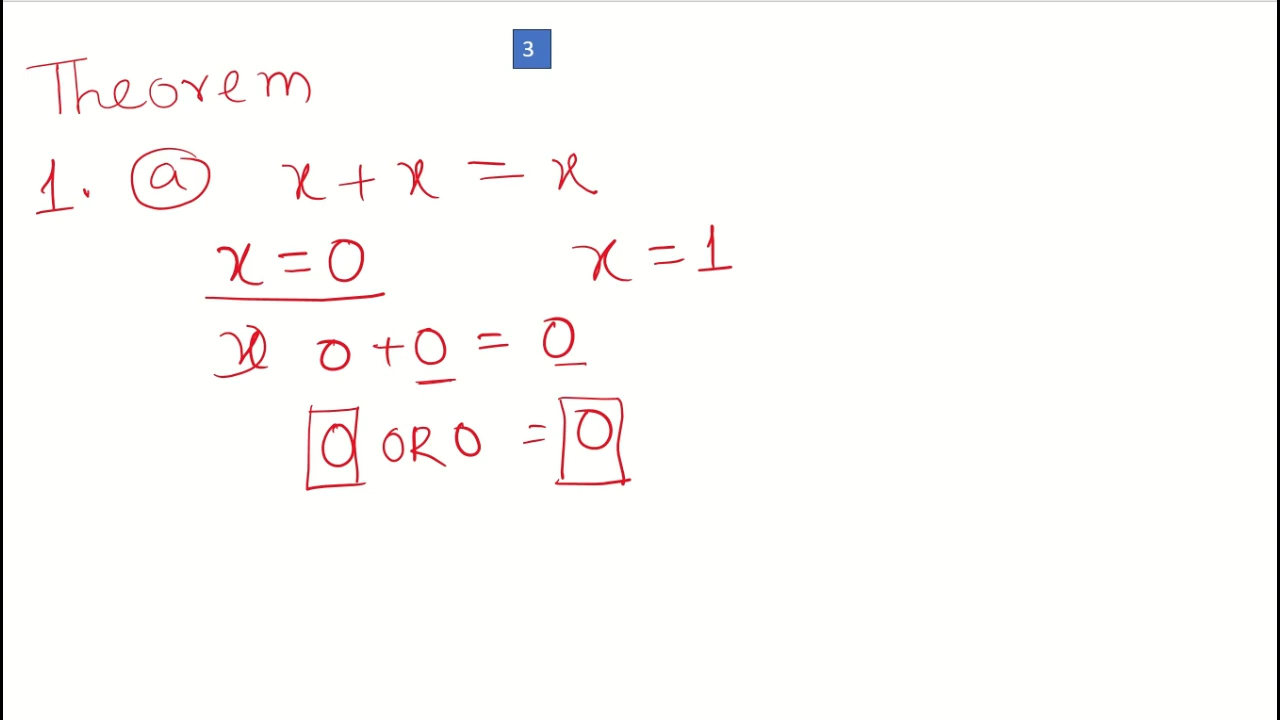 3
Theorem
1. a x + x = x
x = 0 x = 1
0 + 0 = 0
0 OR 0 = 0